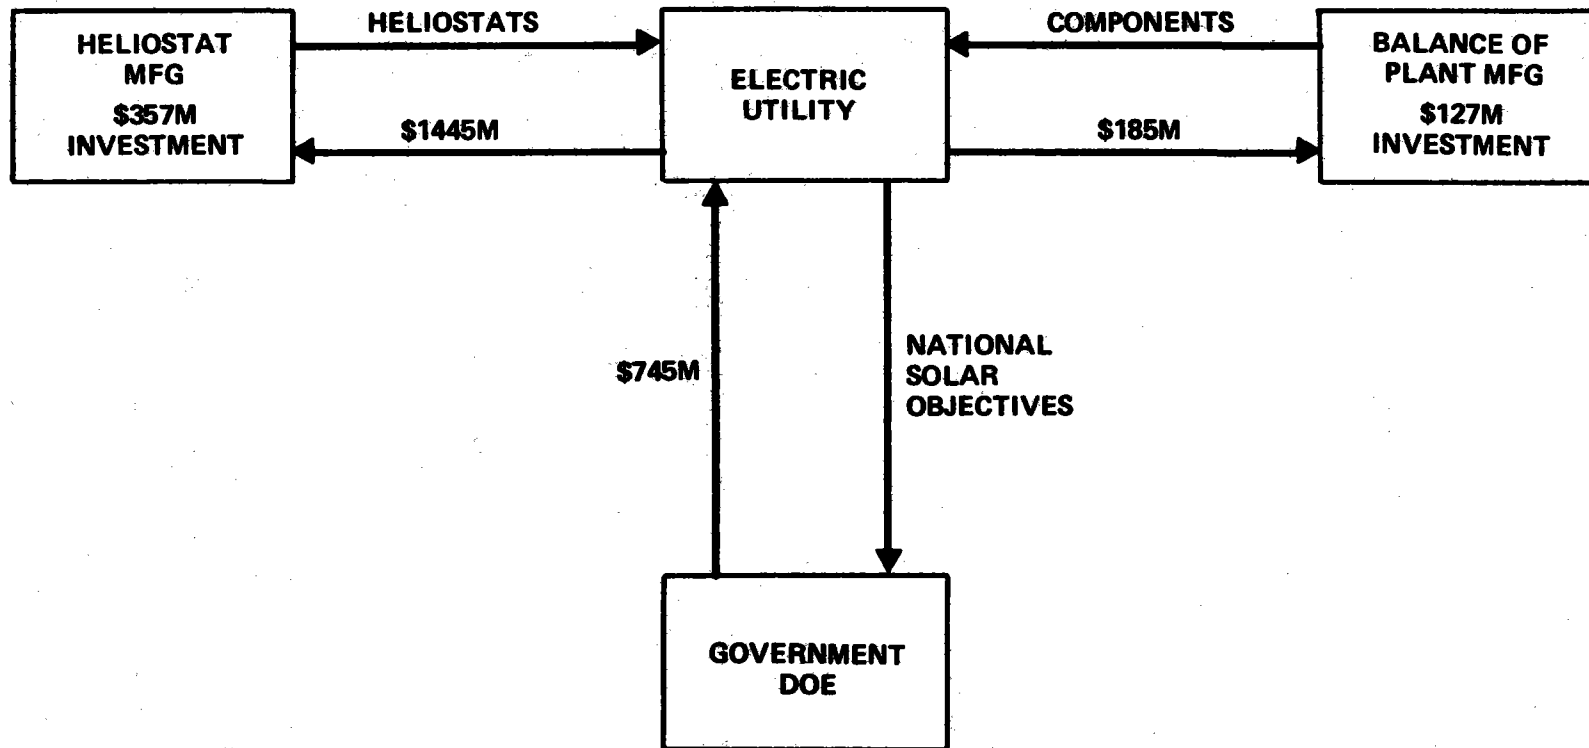 HELIOSTAT
MFG
$357M
INVESTMENT
HELIOSTATS
$1445M
ELECTRIC
UTILITY
COMPONENTS
$185M
BALANCE OF
PLANT MFG
$127M
INVESTMENT
$745M
NATIONAL
SOLAR
OBJECTIVES
GOVERNMENT
DOE